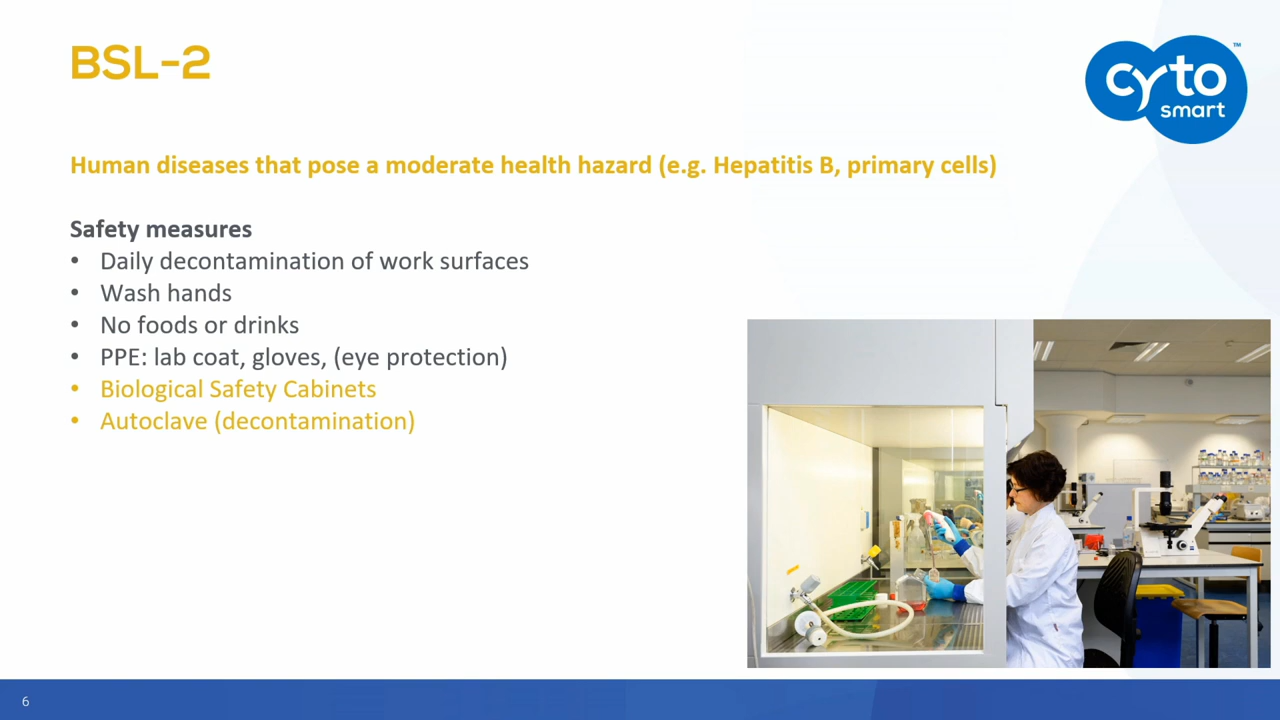 BSL-2
cyto
smart
™
Human diseases that pose a moderate health hazard (e.g. Hepatitis B, primary cells)
Safety measures
• Daily decontamination of work surfaces
• Wash hands
• No foods or drinks
• PPE: lab coat, gloves, (eye protection)
• Biological Safety Cabinets
• Autoclave (decontamination)
6